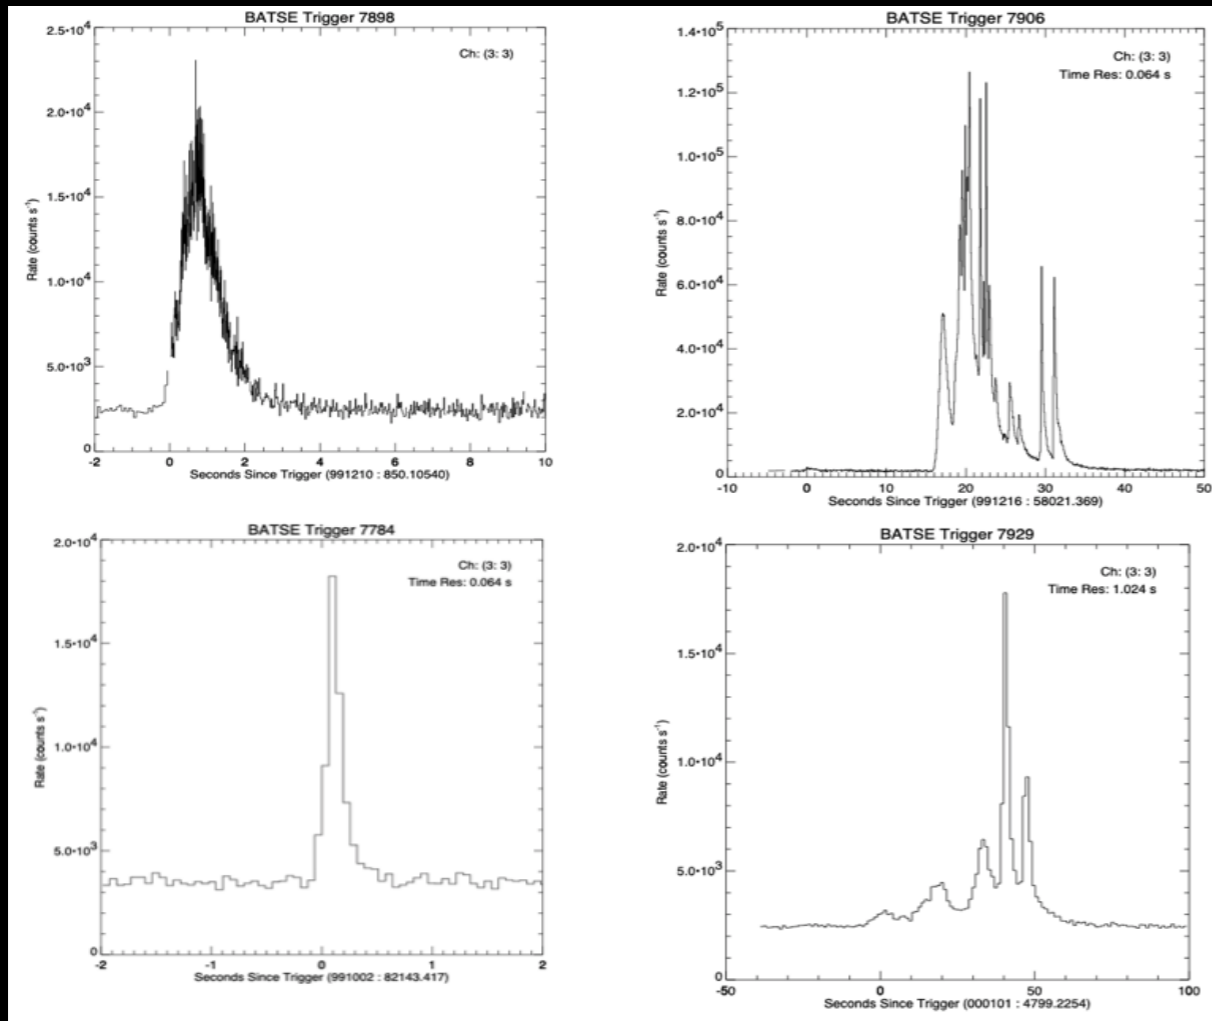 BATSE Trigger 7898
Ch: (3: 3)
Rate (counts s⁻¹)
2.5•10⁴
2.0•10⁴
1.5•10⁴
1.0•10⁴
5.0•10³
0
-2 0 2 4 6 8 10
Seconds Since Trigger (991210 : 850.10540)
BATSE Trigger 7906
Ch: (3: 3)
Time Res: 0.064 s
Rate (counts s⁻¹)
1.4•10⁵
1.2•10⁵
1.0•10⁵
8.0•10⁴
6.0•10⁴
4.0•10⁴
2.0•10⁴
0
-10 0 10 20 30 40 50
Seconds Since Trigger (991216 : 58021.369)
BATSE Trigger 7784
Ch: (3: 3)
Time Res: 0.064 s
Rate (counts s⁻¹)
2.0•10⁴
1.5•10⁴
1.0•10⁴
5.0•10³
0
-2 -1 0 1 2
Seconds Since Trigger (991002 : 82143.417)
BATSE Trigger 7929
Ch: (3: 3)
Time Res: 1.024 s
Rate (counts s⁻¹)
2.0•10⁴
1.5•10⁴
1.0•10⁴
5.0•10³
0
-50 0 50 100
Seconds Since Trigger (000101 : 4799.2254)